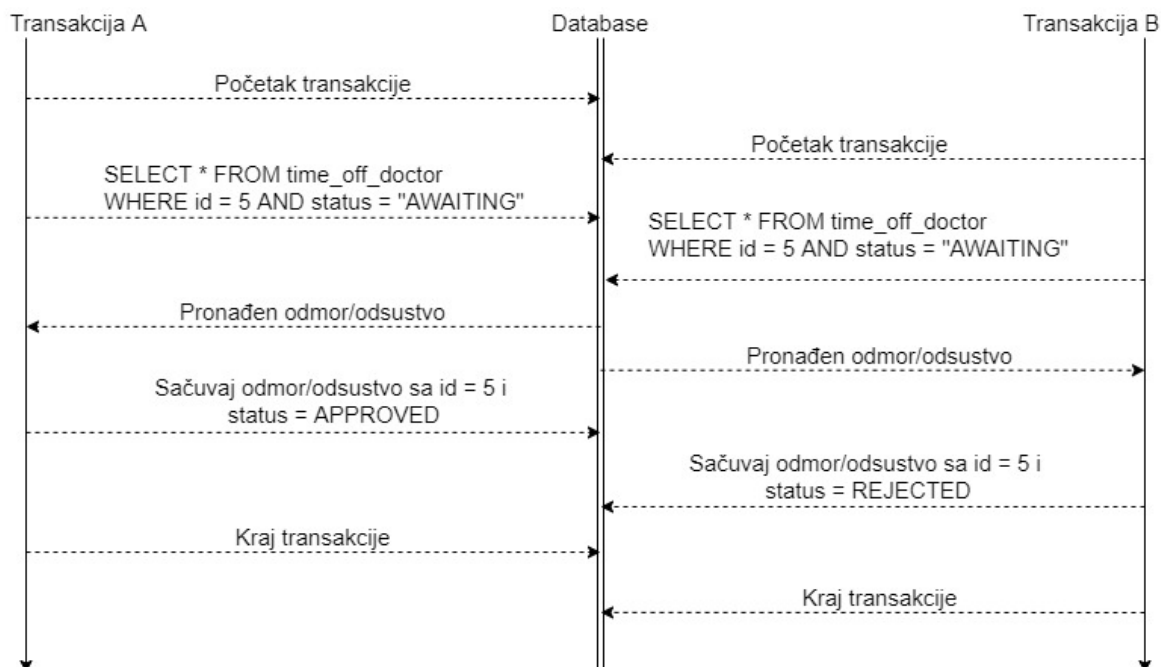 Transakcija A
Database
Transakcija B
Početak transakcije
Početak transakcije
SELECT * FROM time_off_doctor
WHERE id = 5 AND status = "AWAITING"
SELECT * FROM time_off_doctor
WHERE id = 5 AND status = "AWAITING"
Pronađen odmor/odsustvo
Pronađen odmor/odsustvo
Sačuvaj odmor/odsustvo sa id = 5 i
status = APPROVED
Sačuvaj odmor/odsustvo sa id = 5 i
status = REJECTED
Kraj transakcije
Kraj transakcije